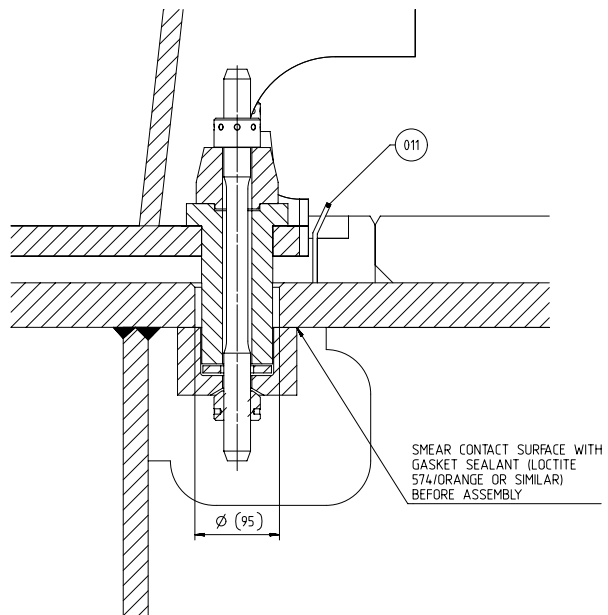 011
SMEAR CONTACT SURFACE WITH
GASKET SEALANT (LOCTITE
574/ORANGE OR SIMILAR)
BEFORE ASSEMBLY
Ø (95)